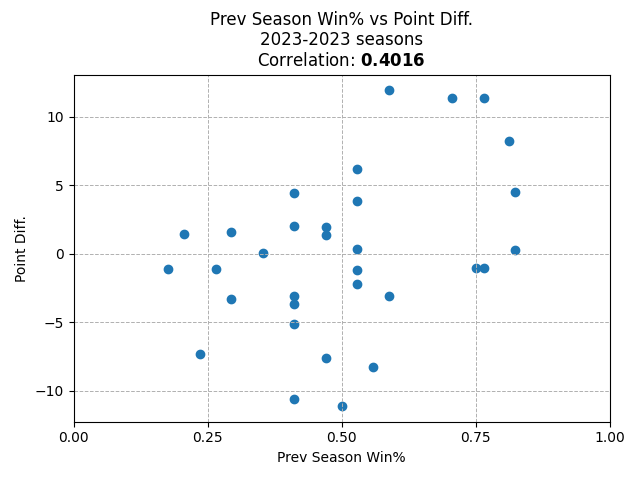 Prev Season Win% vs Point Diff.
2023-2023 seasons
Correlation: 0.4016
10
5
0
−5
−10
Point Diff.
0.00 0.25 0.50 0.75 1.00
Prev Season Win%